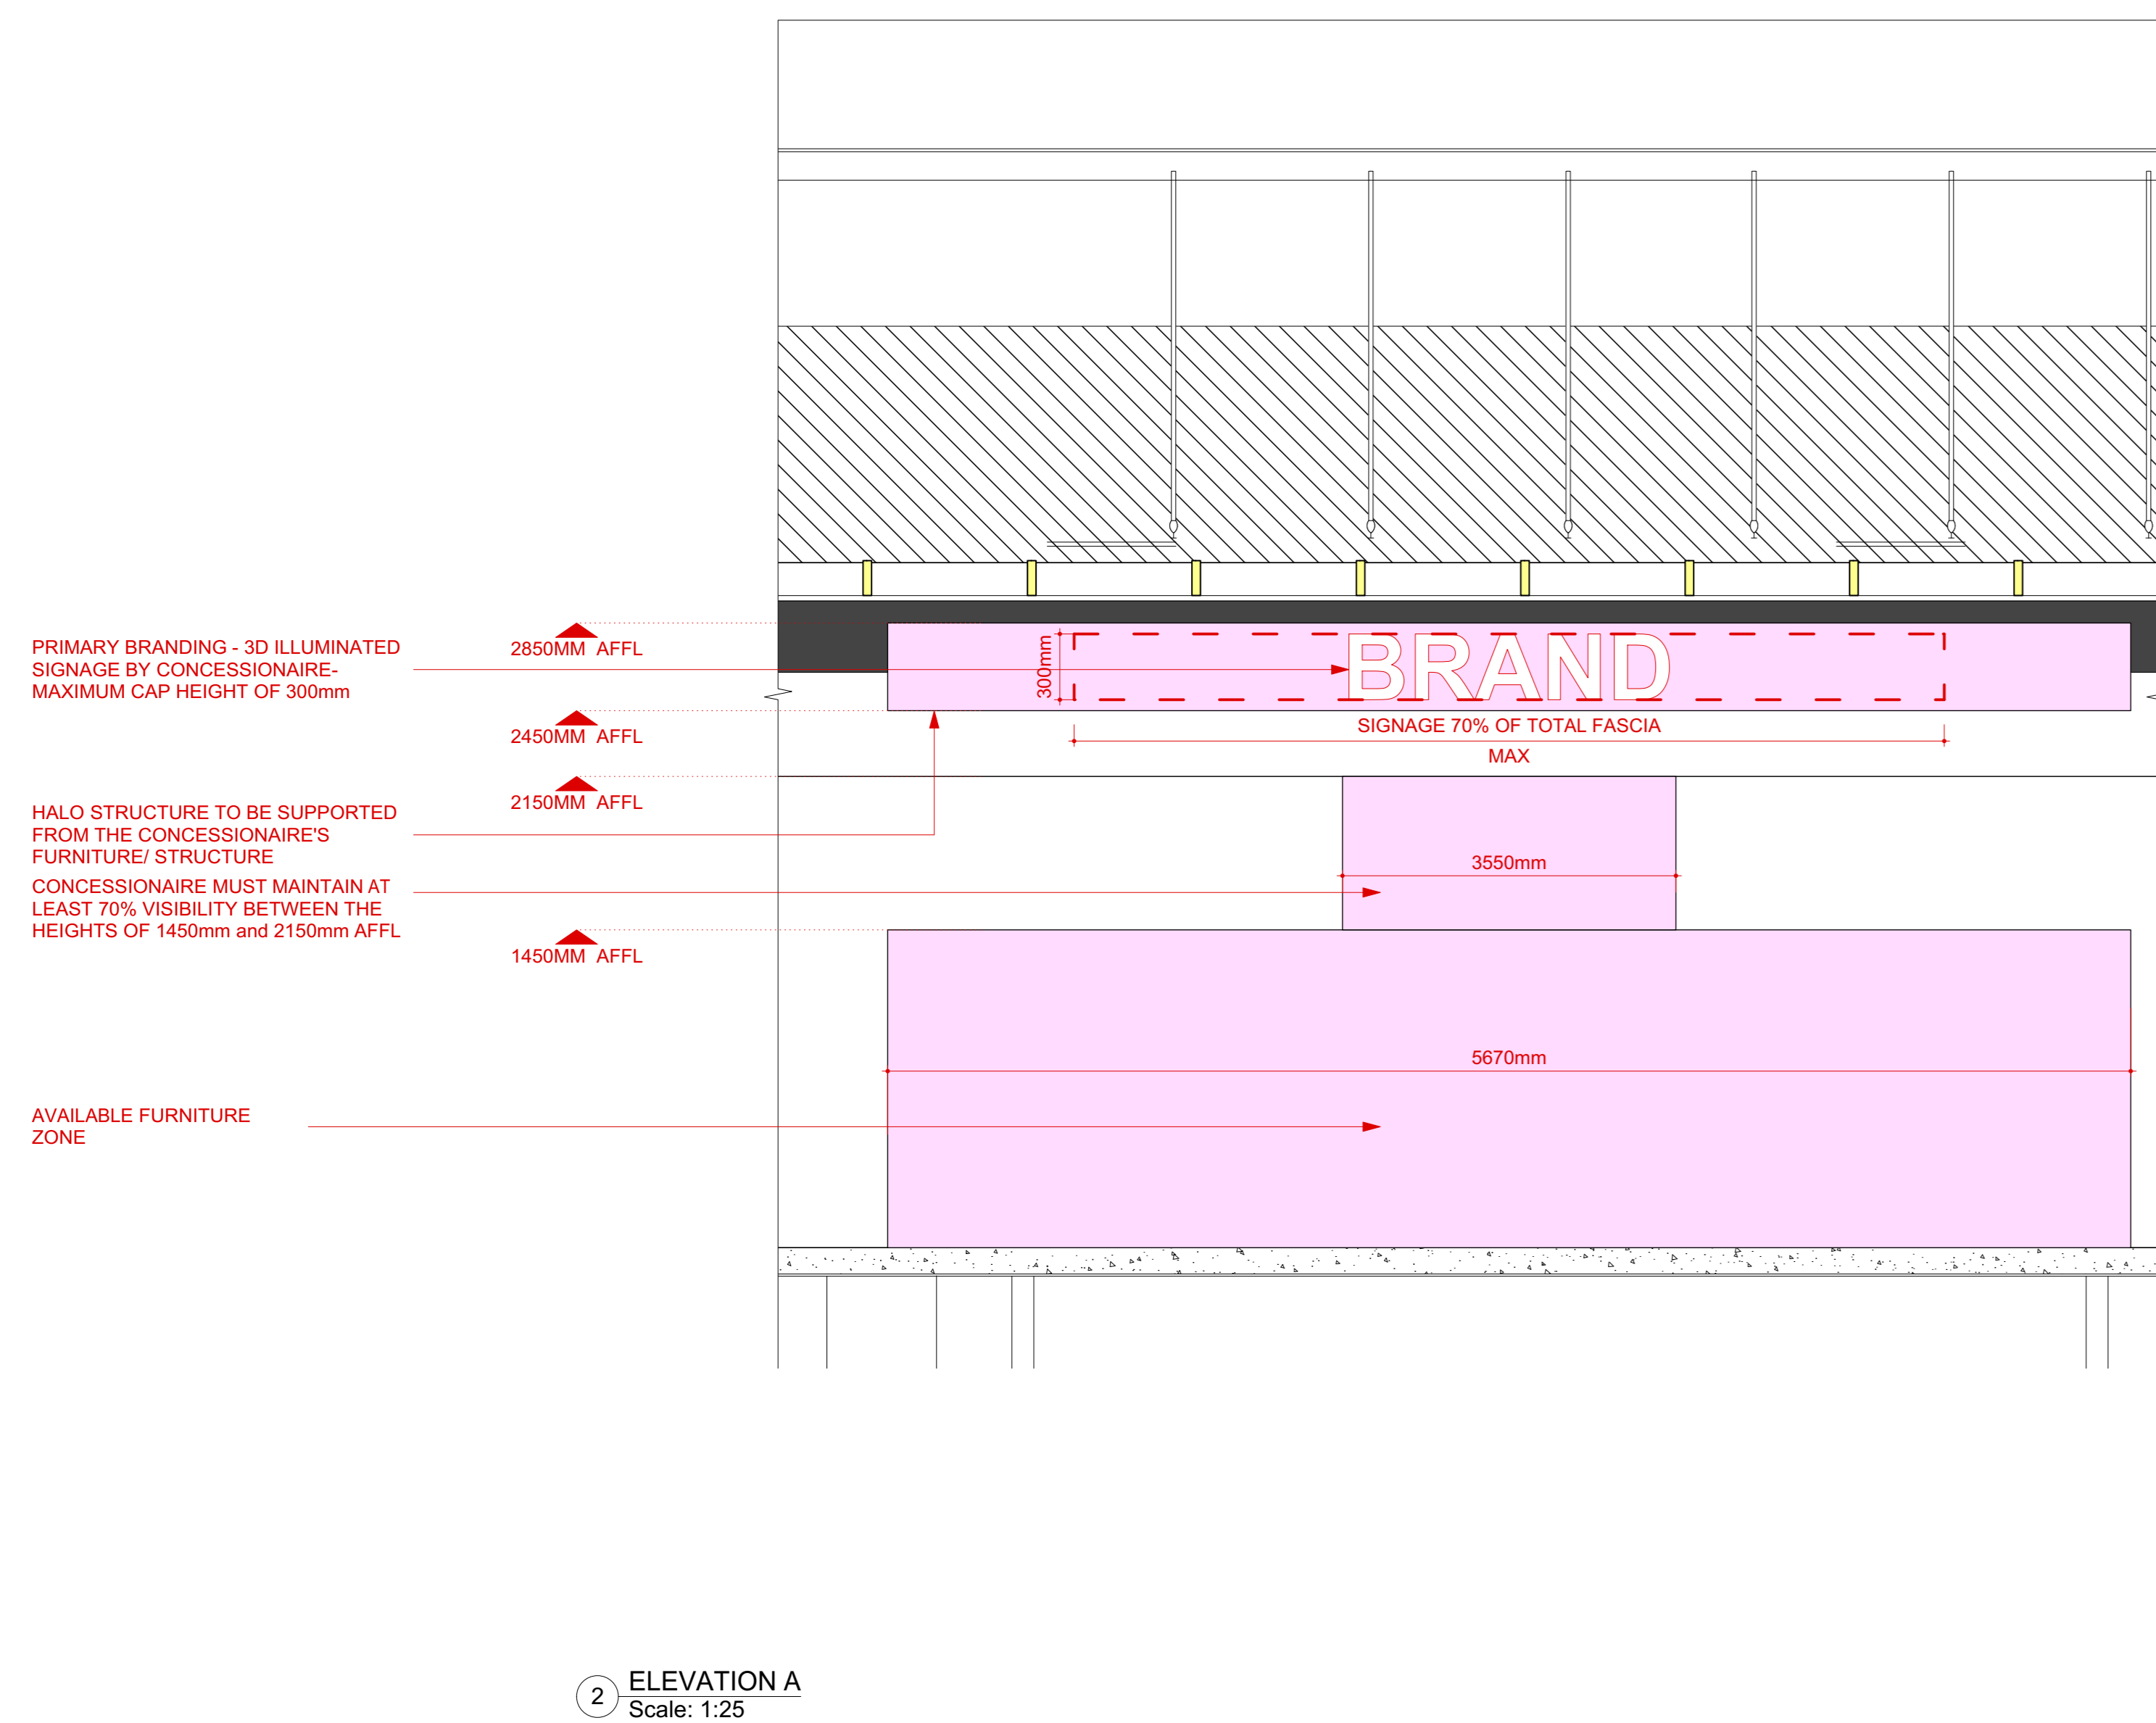 PRIMARY BRANDING - 3D ILLUMINATED
SIGNAGE BY CONCESSIONAIRE-
MAXIMUM CAP HEIGHT OF 300mm
2850MM AFFL
300mm
BRAND
2450MM AFFL
SIGNAGE 70% OF TOTAL FASCIA
MAX
2150MM AFFL
HALO STRUCTURE TO BE SUPPORTED
FROM THE CONCESSIONAIRE'S
FURNITURE/ STRUCTURE
3550mm
CONCESSIONAIRE MUST MAINTAIN AT
LEAST 70% VISIBILITY BETWEEN THE
HEIGHTS OF 1450mm and 2150mm AFFL
1450MM AFFL
5670mm
AVAILABLE FURNITURE
ZONE
2
ELEVATION A
Scale: 1:25